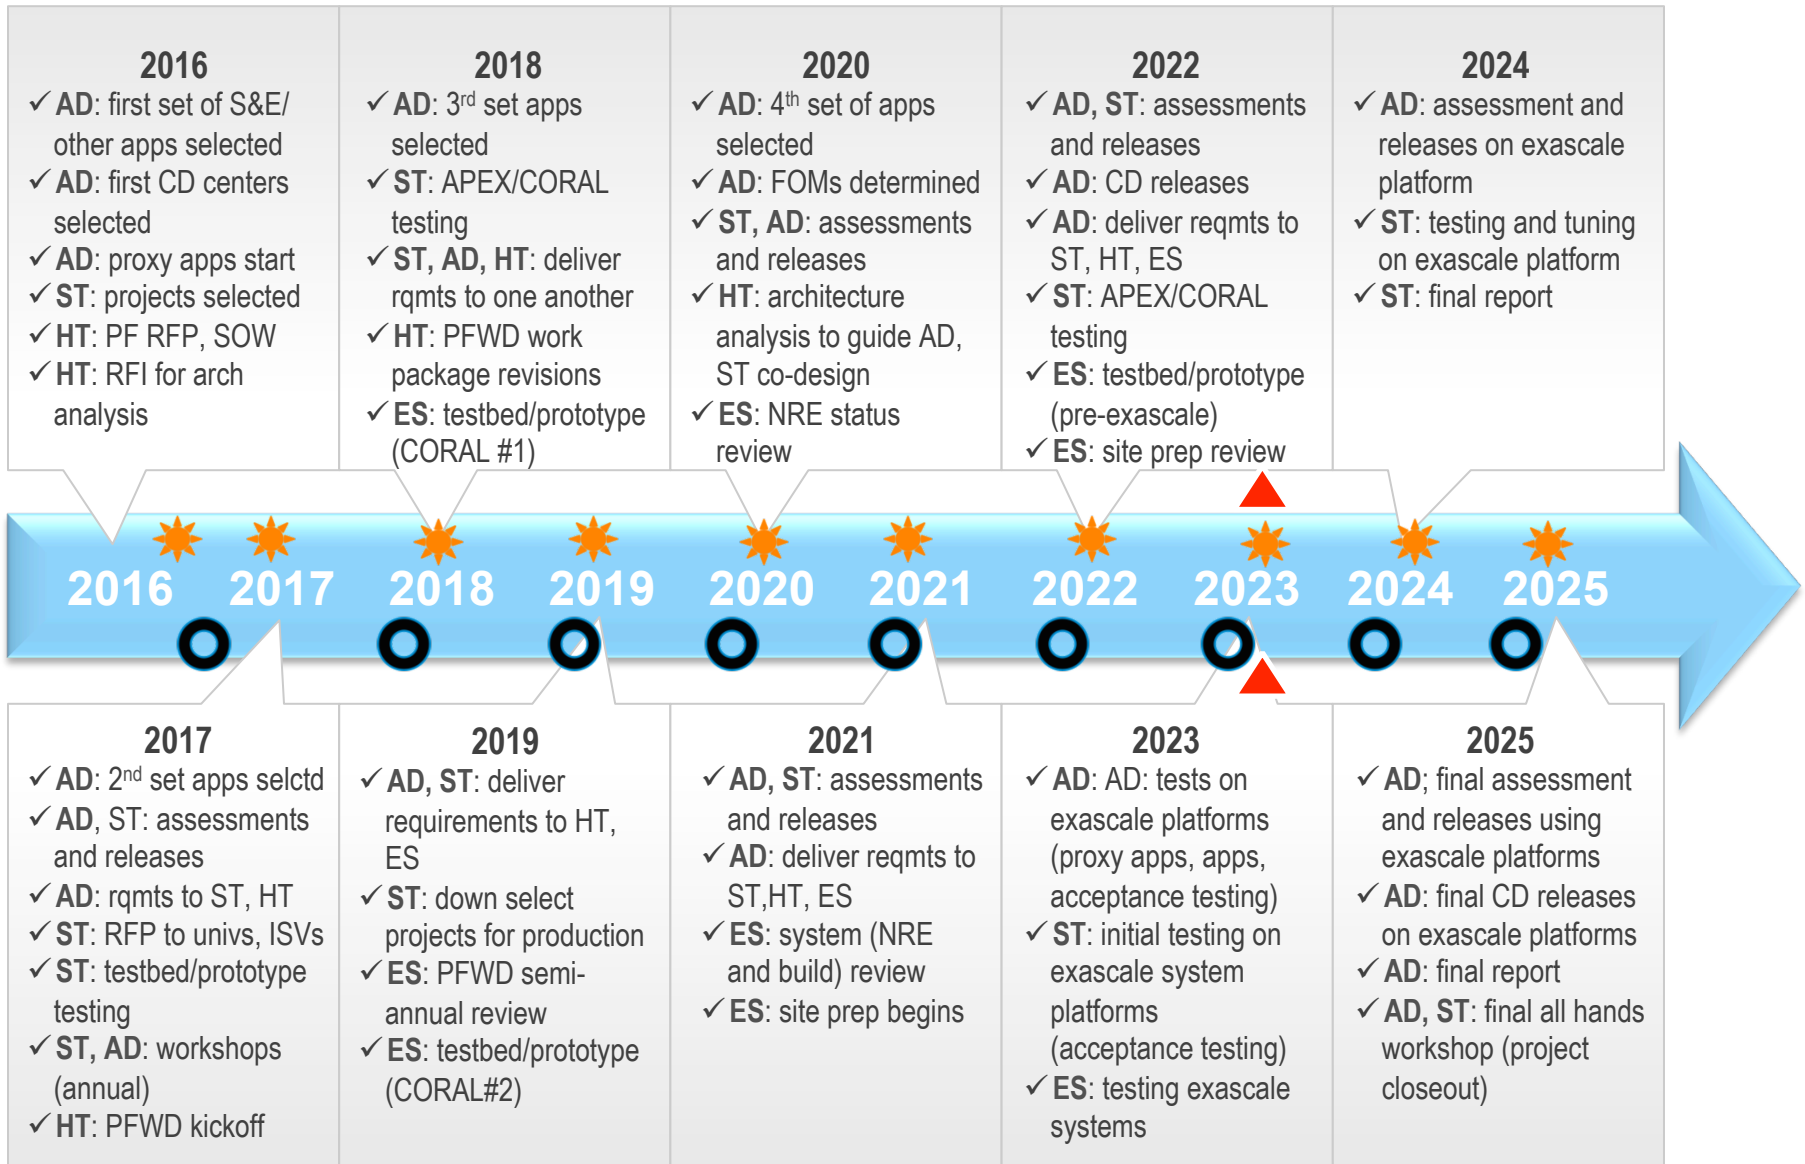 2016
✓ AD: first set of S&E/
other apps selected
✓ AD: first CD centers
selected
✓ AD: proxy apps start
✓ ST: projects selected
✓ HT: PF RFP, SOW
✓ HT: RFI for arch
analysis
2018
✓ AD: 3rd set apps
selected
✓ ST: APEX/CORAL
testing
✓ ST, AD, HT: deliver
rqmts to one another
✓ HT: PFWD work
package revisions
✓ ES: testbed/prototype
(CORAL #1)
2020
✓ AD: 4th set of apps
selected
✓ AD: FOMs determined
✓ ST, AD: assessments
and releases
✓ HT: architecture
analysis to guide AD,
ST co-design
✓ ES: NRE status
review
2022
✓ AD, ST: assessments
and releases
✓ AD: CD releases
✓ AD: deliver reqmts to
ST, HT, ES
✓ ST: APEX/CORAL
testing
✓ ES: testbed/prototype
(pre-exascale)
✓ ES: site prep review
2024
✓ AD: assessment and
releases on exascale
platform
✓ ST: testing and tuning
on exascale platform
✓ ST: final report
2016 2017 2018 2019 2020 2021 2022 2023 2024 2025
2017
✓ AD: 2nd set apps selctd
✓ AD, ST: assessments
and releases
✓ AD: rqmts to ST, HT
✓ ST: RFP to univs, ISVs
✓ ST: testbed/prototype
testing
✓ ST, AD: workshops
(annual)
✓ HT: PFWD kickoff
2019
✓ AD, ST: deliver
requirements to HT,
ES
✓ ST: down select
projects for production
✓ ES: PFWD semi-
annual review
✓ ES: testbed/prototype
(CORAL#2)
2021
✓ AD, ST: assessments
and releases
✓ AD: deliver reqmts to
ST,HT, ES
✓ ES: system (NRE
and build) review
✓ ES: site prep begins
2023
✓ AD: AD: tests on
exascale platforms
(proxy apps, apps,
acceptance testing)
✓ ST: initial testing on
exascale system
platforms
(acceptance testing)
✓ ES: testing exascale
systems
2025
✓ AD; final assessment
and releases using
exascale platforms
✓ AD: final CD releases
on exascale platforms
✓ AD: final report
✓ AD, ST: final all hands
workshop (project
closeout)